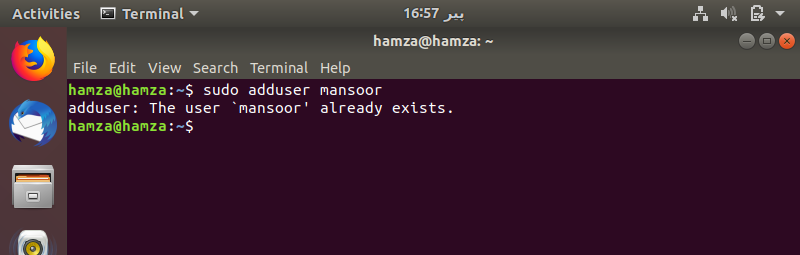 Activities Terminal پیر 16:57
hamza@hamza: ~
File Edit View Search Terminal Help
hamza@hamza:~$ sudo adduser mansoor
adduser: The user `mansoor' already exists.
hamza@hamza:~$